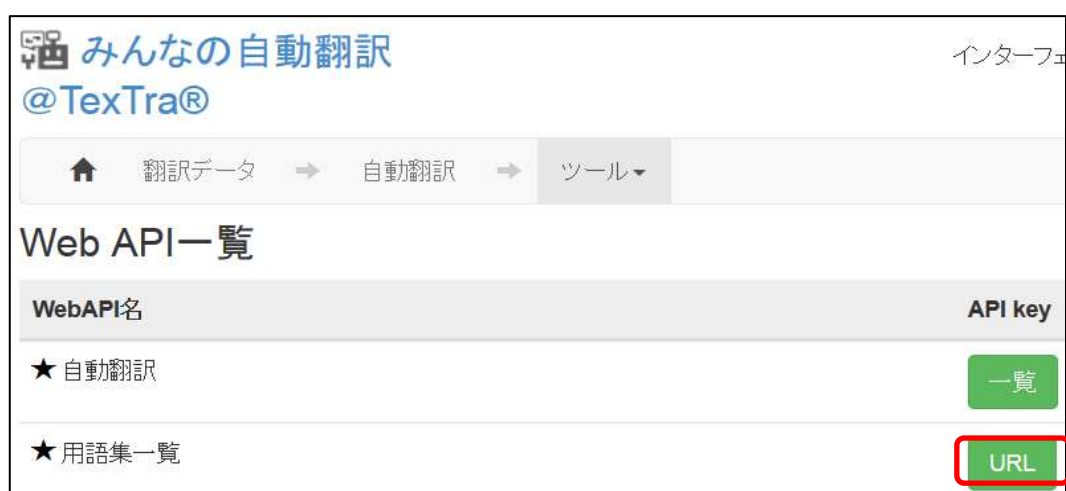 みんなの自動翻訳
@TexTra®
インターフェ
翻訳データ ➡ 自動翻訳 ➡ ツール▼
Web API一覧
WebAPI名 API key
★自動翻訳 一覧
★用語集一覧 URL